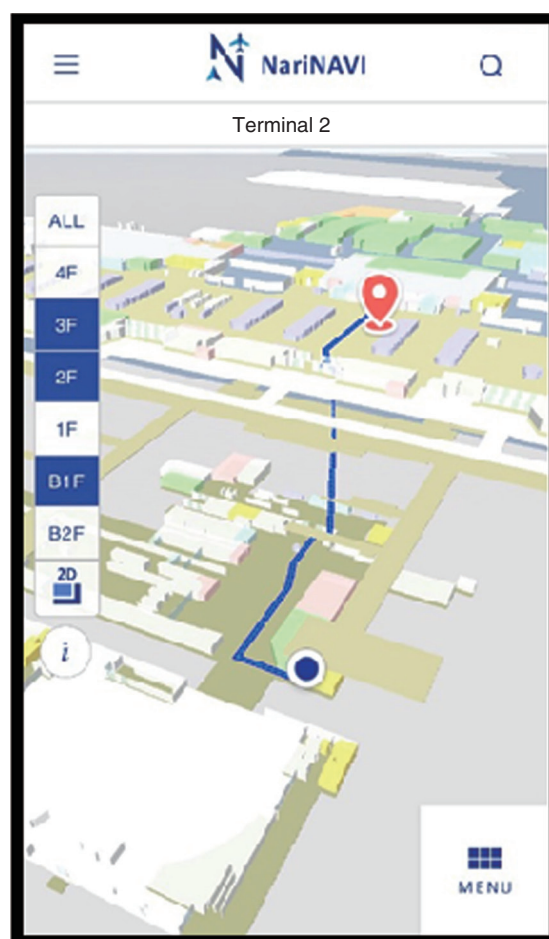 NariNAVI
Terminal 2
ALL
4F
3F
2F
1F
B1F
B2F
2D
i
MENU